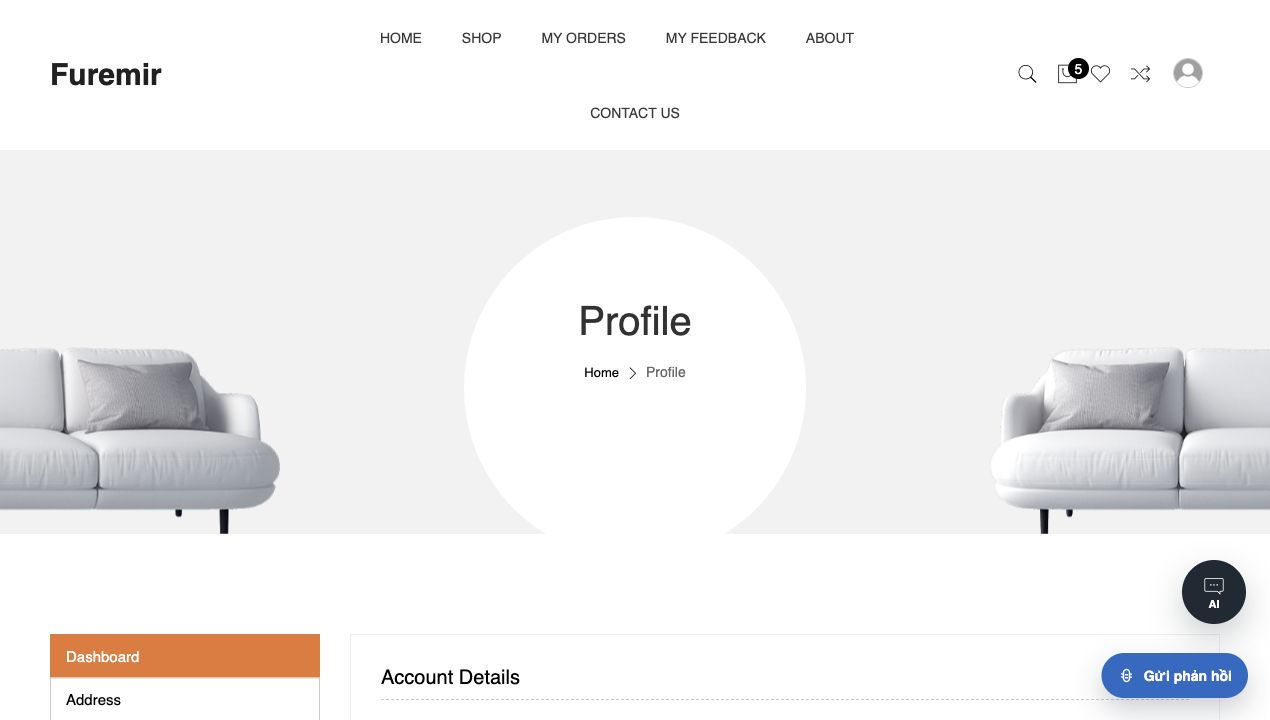 HOME SHOP MY ORDERS MY FEEDBACK ABOUT
Furemir
5
CONTACT US
Profile
Home Profile
AI
Dashboard
Account Details
Gửi phản hồi
Address